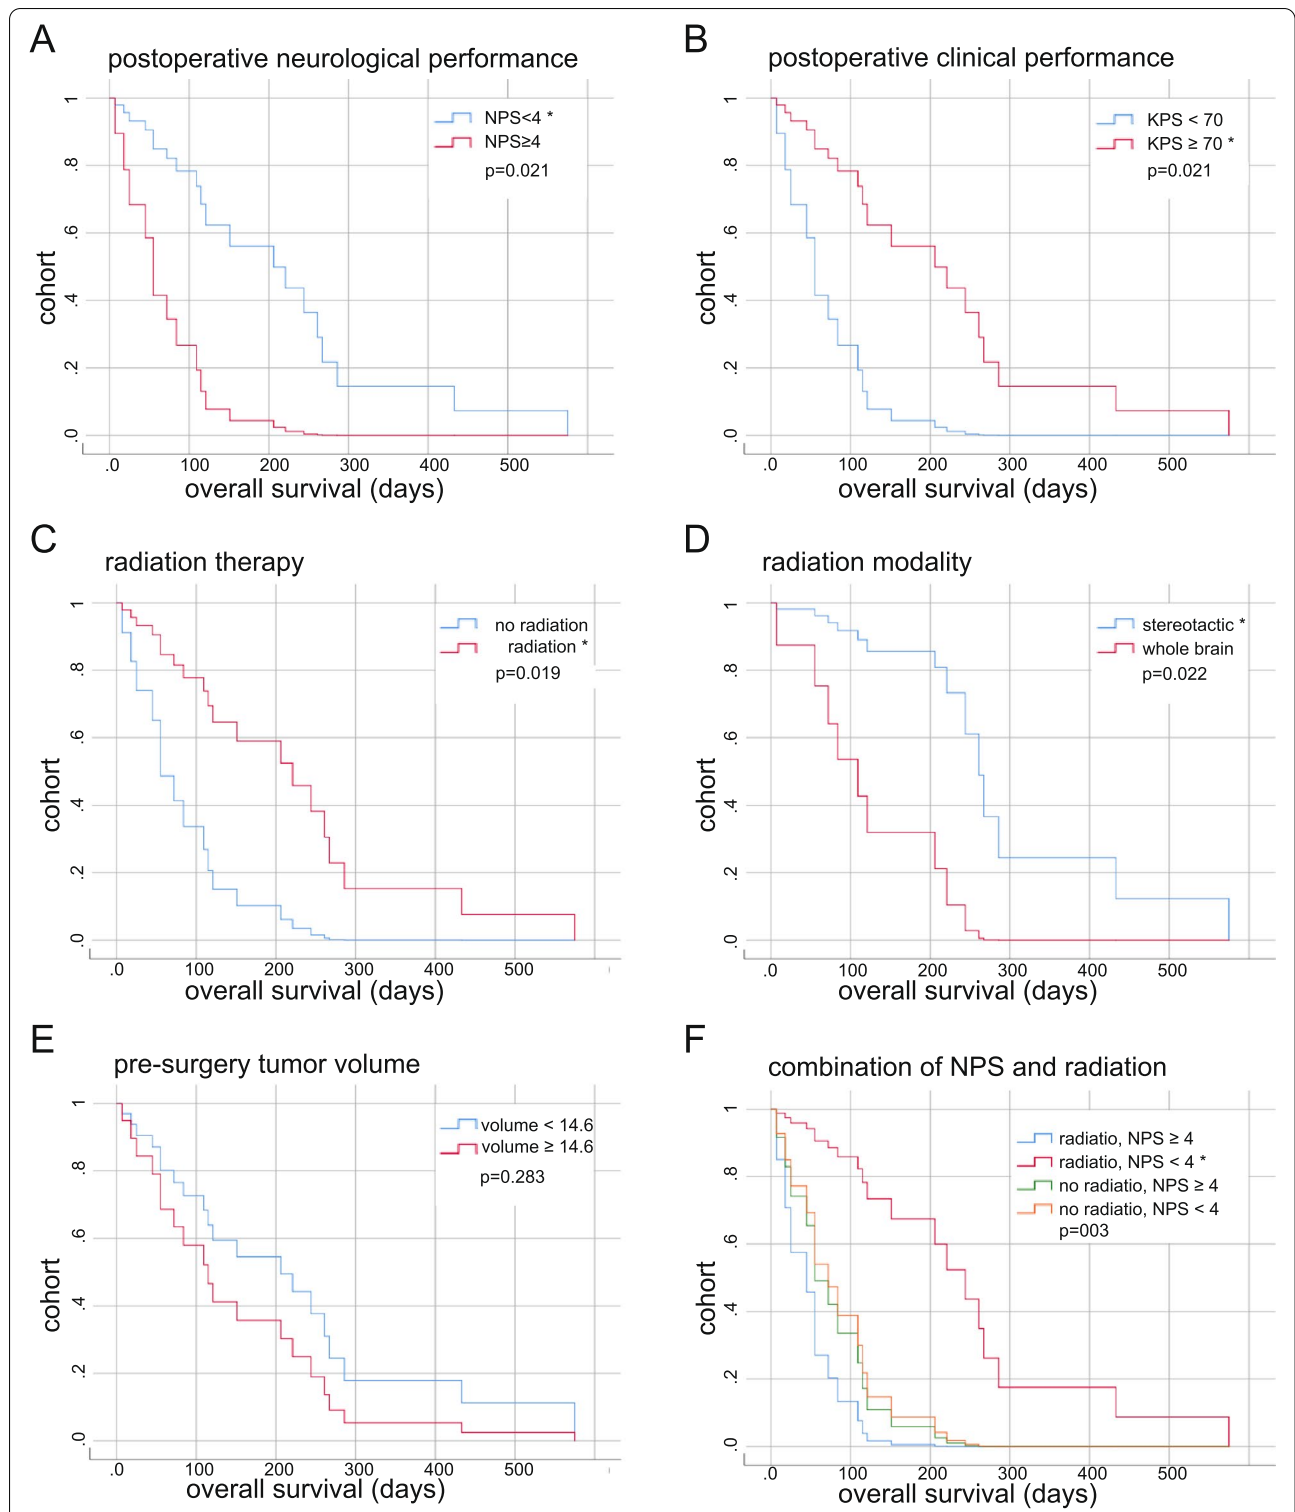 A
postoperative neurological performance
NPS<4 *
NPS≥4
p=0.021
cohort
1
.8
.6
.4
.2
.0
.0 100 200 300 400 500
overall survival (days)
B
postoperative clinical performance
KPS < 70
KPS ≥ 70 *
p=0.021
cohort
1
.8
.6
.4
.2
.0
.0 100 200 300 400 500
overall survival (days)
C
radiation therapy
no radiation
radiation *
p=0.019
cohort
1
.8
.6
.4
.2
.0
.0 100 200 300 400 500
overall survival (days)
D
radiation modality
stereotactic *
whole brain
p=0.022
cohort
1
.8
.6
.4
.2
.0
.0 100 200 300 400 500
overall survival (days)
E
pre-surgery tumor volume
volume < 14.6
volume ≥ 14.6
p=0.283
cohort
1
.8
.6
.4
.2
.0
.0 100 200 300 400 500
overall survival (days)
F
combination of NPS and radiation
radiatio, NPS ≥ 4
radiatio, NPS < 4 *
no radiatio, NPS ≥ 4
no radiatio, NPS < 4
p=003
cohort
1
.8
.6
.4
.2
.0
.0 100 200 300 400 500
overall survival (days)